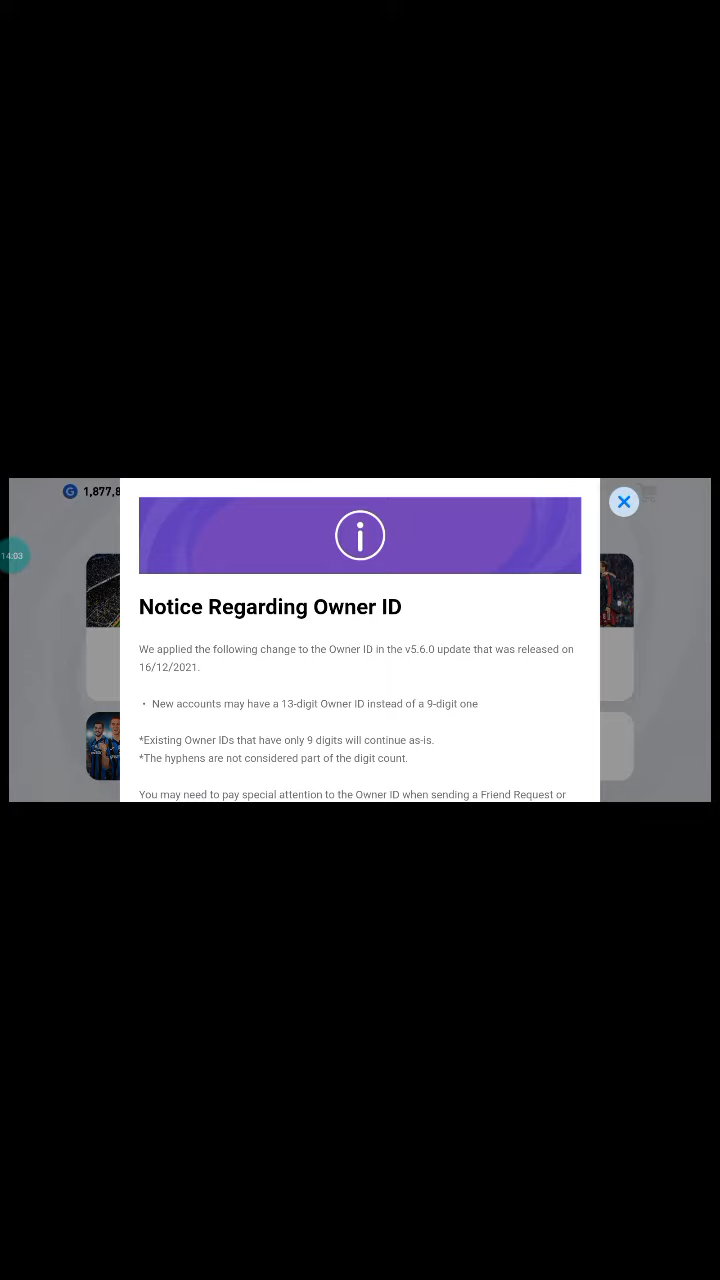 1,877,8
14:03
Notice Regarding Owner ID
We applied the following change to the Owner ID in the v5.6.0 update that was released on
16/12/2021.
・ New accounts may have a 13-digit Owner ID instead of a 9-digit one
*Existing Owner IDs that have only 9 digits will continue as-is.
*The hyphens are not considered part of the digit count.
You may need to pay special attention to the Owner ID when sending a Friend Request or